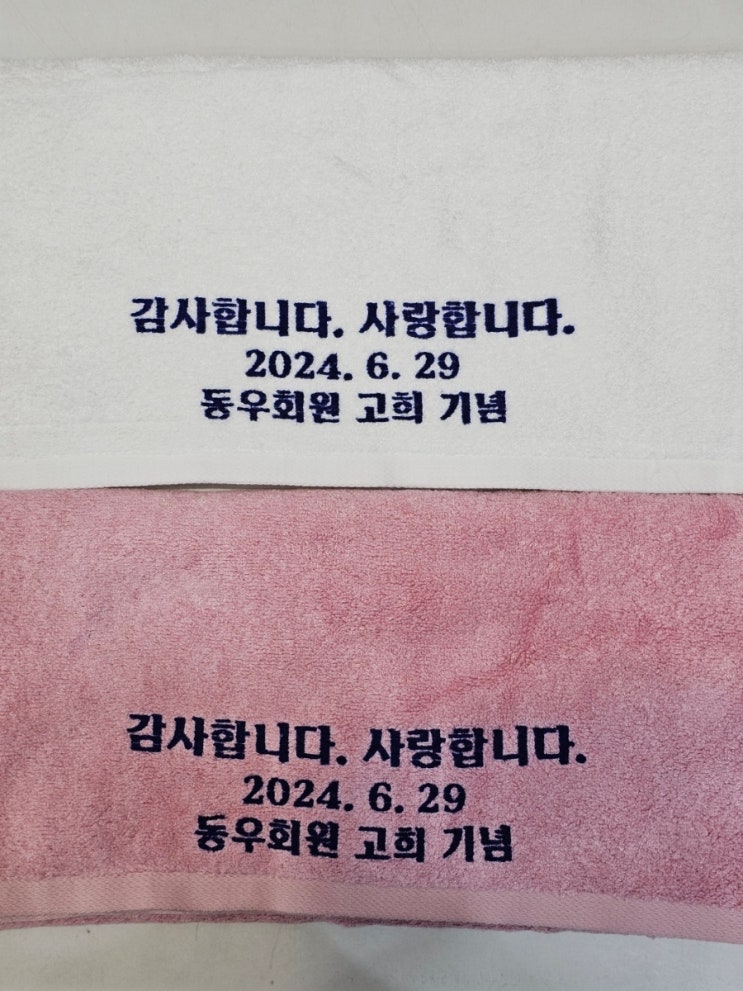 감사합니다. 사랑합니다.
2024. 6. 29
동우회원 고희 기념
감사합니다. 사랑합니다.
2024. 6. 29
동우회원 고희 기념